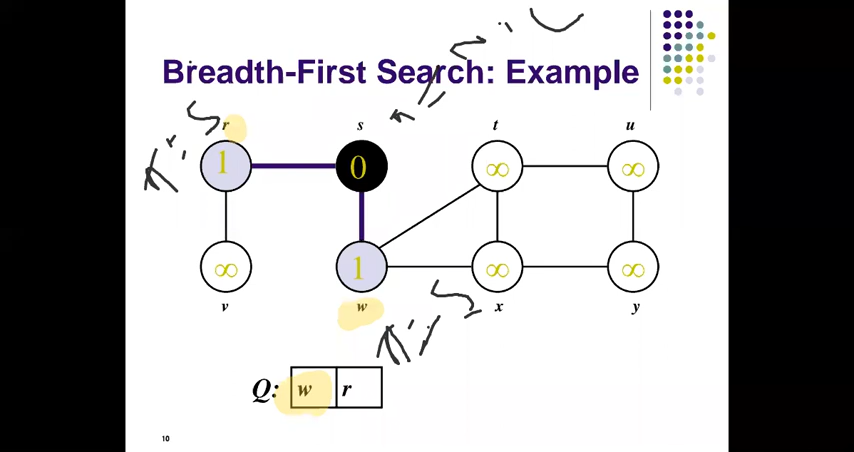 Breadth-First Search: Example
r s t u
1 0 ∞ ∞
∞ 1 ∞ ∞
v w x y
Q: w r
10